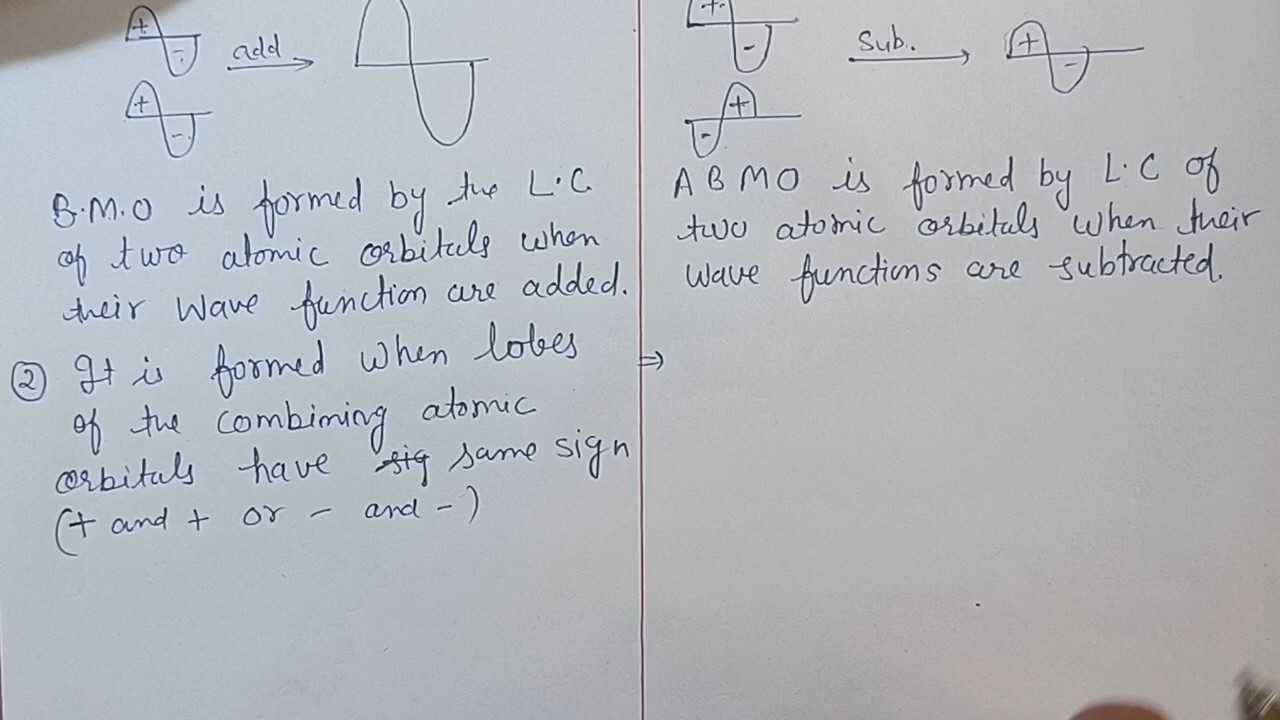 +
-
add
+
-
B.M.O is formed by the L.C.
of two atomic orbitals when
their wave function are added.
② It is formed when lobes
of the combining atomic
orbitals have sig same sign
(+ and + or - and -)
+
-
Sub.
+
-
+
-
ABMO is formed by L.C of
two atomic orbitals when their
wave functions are subtracted.
⇒